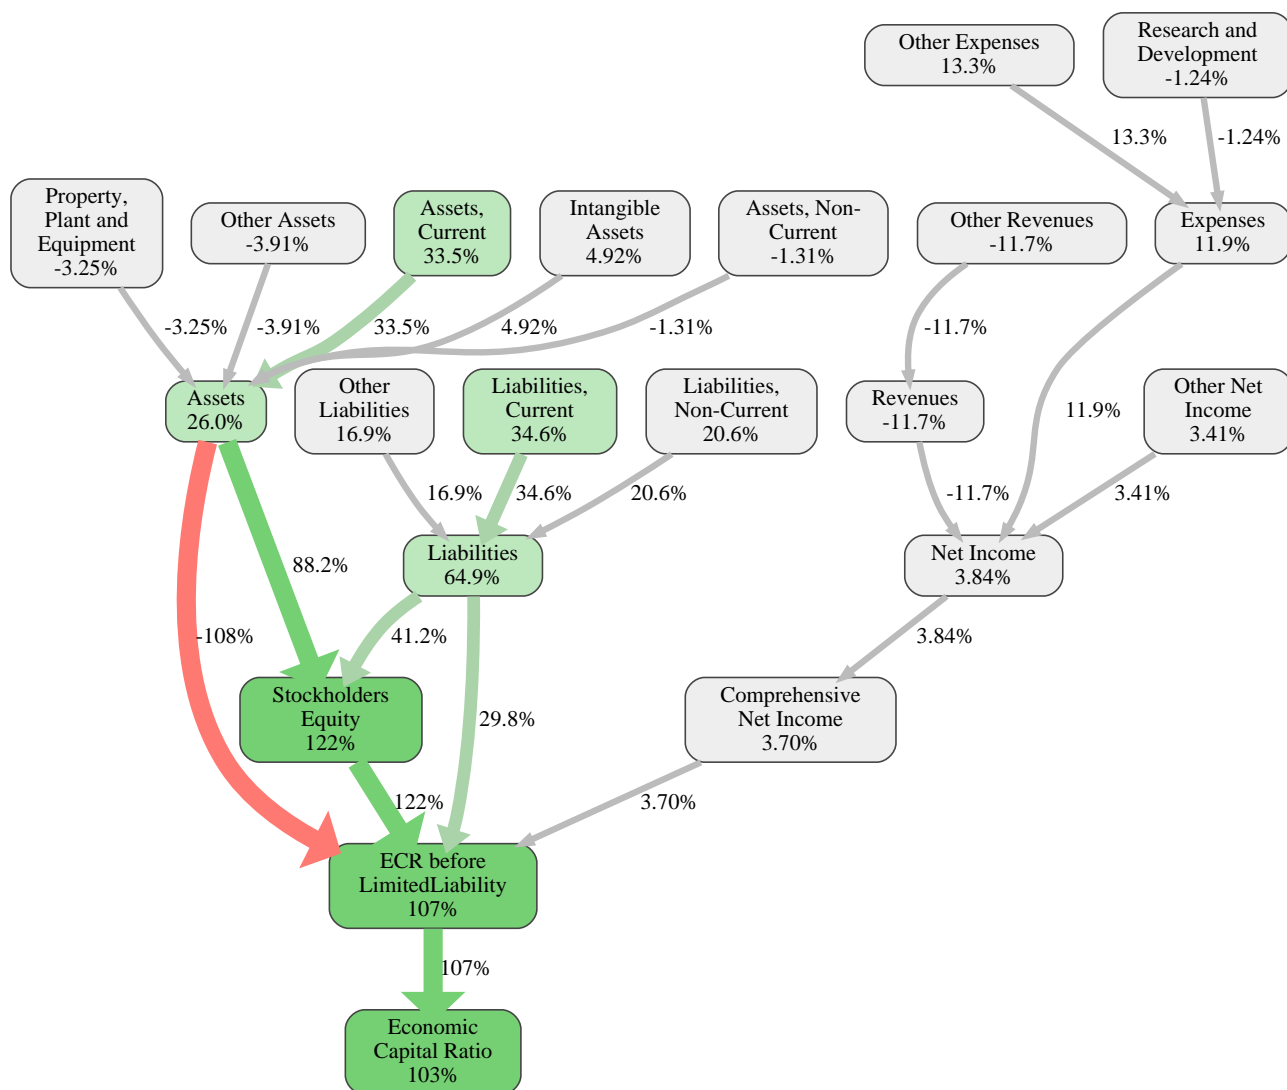 Other Expenses
13.3%
Research and
Development
-1.24%
13.3%
-1.24%
Property,
Plant and
Equipment
-3.25%
Other Assets
-3.91%
Assets,
Current
33.5%
Intangible
Assets
4.92%
Assets, Non-
Current
-1.31%
Other Revenues
-11.7%
Expenses
11.9%
-3.25%
-3.91%
33.5%
4.92%
-1.31%
-11.7%
Assets
26.0%
Other
Liabilities
16.9%
Liabilities,
Current
34.6%
Liabilities,
Non-Current
20.6%
Revenues
-11.7%
11.9%
Other Net
Income
3.41%
16.9%
34.6%
20.6%
-11.7%
3.41%
88.2%
Liabilities
64.9%
Net Income
3.84%
-108%
41.2%
3.84%
Stockholders
Equity
122%
29.8%
Comprehensive
Net Income
3.70%
122%
3.70%
ECR before
LimitedLiability
107%
107%
Economic
Capital Ratio
103%